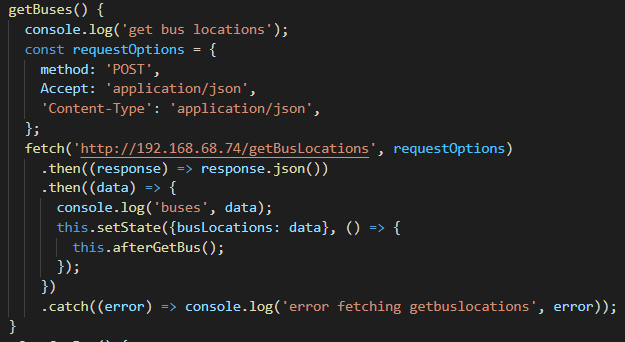 getBuses() {
console.log('get bus locations');
const requestOptions = {
method: 'POST',
Accept: 'application/json',
'Content-Type': 'application/json',
};
fetch('http://192.168.68.74/getBusLocations', requestOptions)
.then((response) => response.json())
.then((data) => {
console.log('buses', data);
this.setState({busLocations: data}, () => {
this.afterGetBus();
});
})
.catch((error) => console.log('error fetching getbuslocations', error));
}